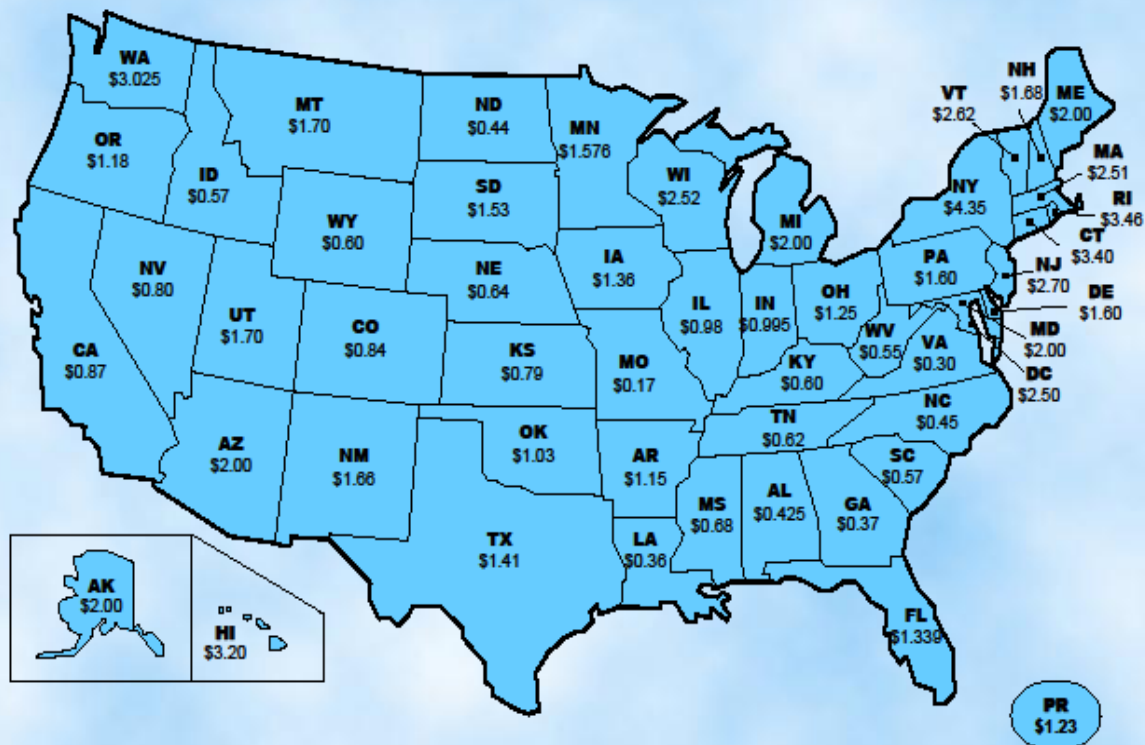 WA
$3.025
MT
$1.70
ND
$0.44
MN
$1.576
OR
$1.18
ID
$0.57
SD
$1.53
WI
$2.52
MI
$2.00
WY
$0.60
NV
$0.80
UT
$1.70
CO
$0.84
NE
$0.64
IA
$1.36
KS
$0.79
MO
$0.17
IL
$0.98
IN
$0.995
OH
$1.25
CA
$0.87
AZ
$2.00
NM
$1.66
OK
$1.03
AR
$1.15
TX
$1.41
LA
$0.36
MS
$0.68
AL
$0.425
GA
$0.37
FL
$1.339
SC
$0.57
NC
$0.45
TN
$0.62
KY
$0.60
WV
$0.55
VA
$0.30
PA
$1.60
NY
$4.35
VT
$2.62
NH
$1.68
ME
$2.00
MA
$2.51
RI
$3.46
CT
$3.40
NJ
$2.70
DE
$1.60
MD
$2.00
DC
$2.50
AK
$2.00
HI
$3.20
PR
$1.23